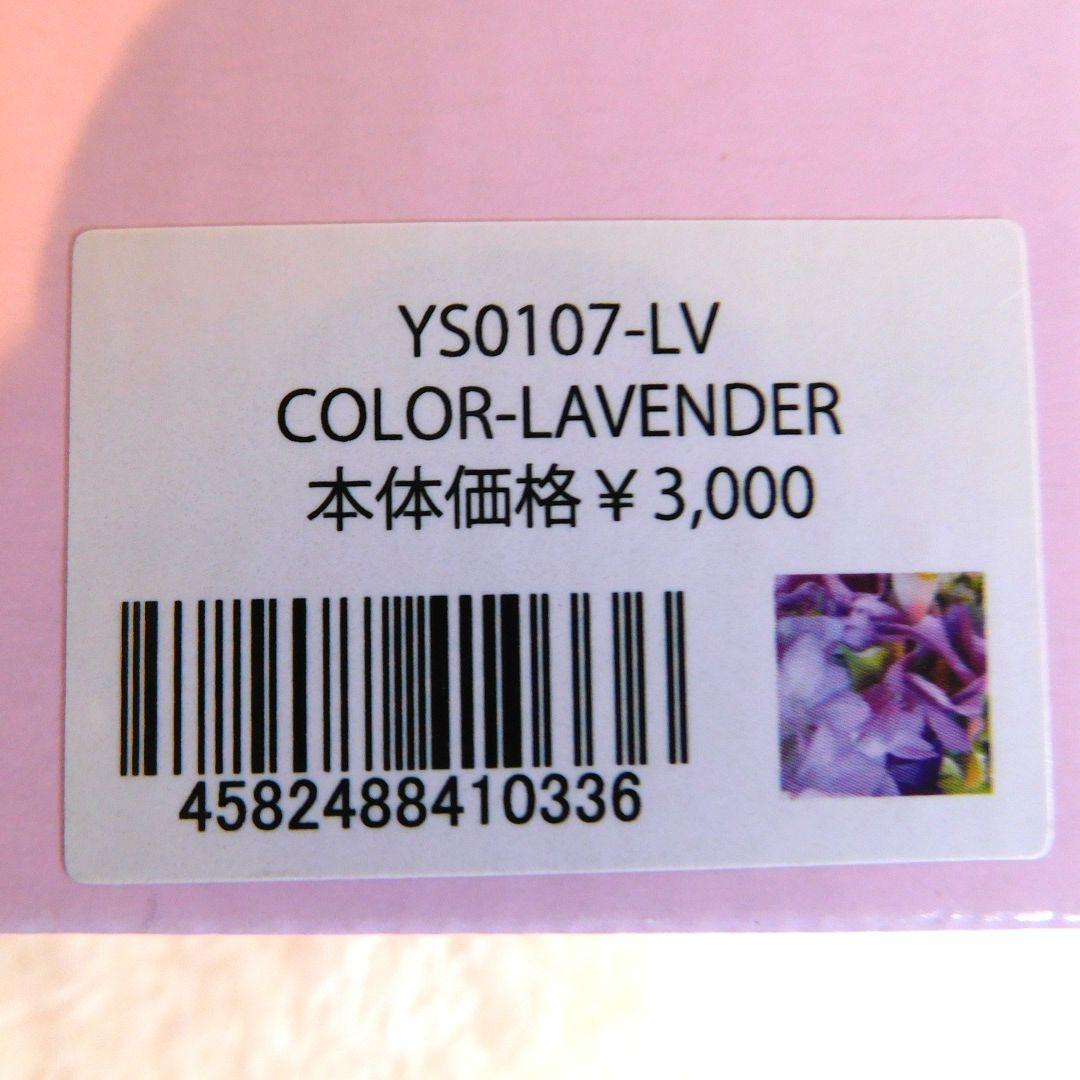 YS0107-LV
COLOR-LAVENDER
本体価格￥3,000
4582488410336